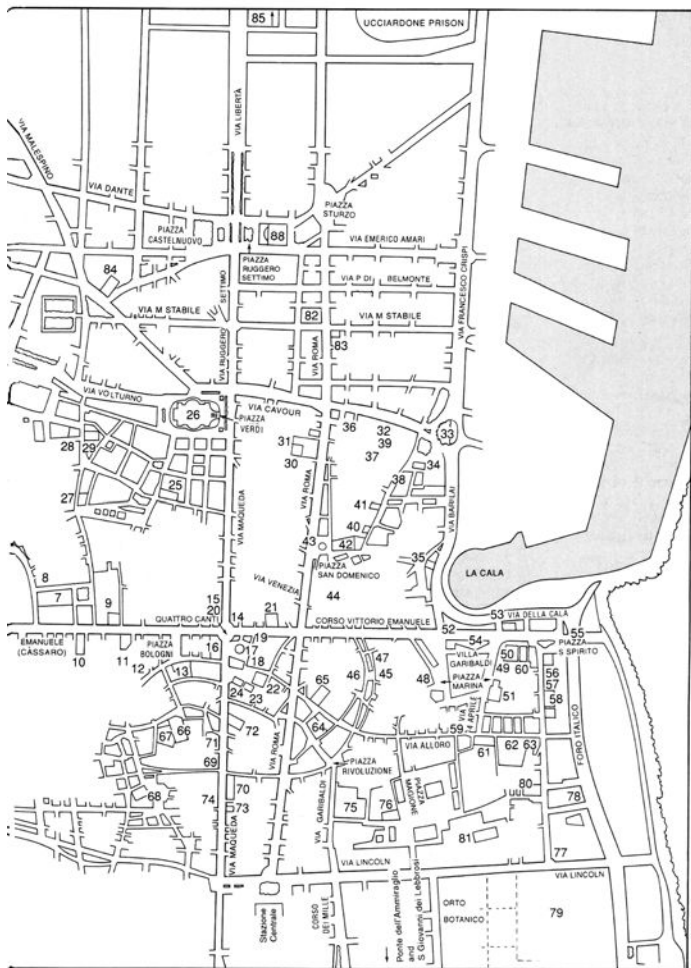 85
UCCIARDONE PRISON
VIA MALESPINO
VIA LIBERTÀ
VIA DANTE
PIAZZA
STURZO
PIAZZA
CASTELNUOVO
88
VIA EMERICO AMARI
PIAZZA
RUGGERO
SETTIMO
84
VIA P DI BELMONTE
VIA FRANCESCO CRISPI
VIA RUGGERO SETTIMO
VIA M STABILE
82
VIA M STABILE
VIA ROMA
83
VIA VOLTURNO
26
VIA CAVOUR
PIAZZA
VERDI
36
32
39
37
33
31
30
28
29
34
38
25
27
VIA MAQUEDA
VIA ROMA
VIA BARILAI
41
40
43
42
35
PIAZZA
SAN DOMENICO
LA CALA
8
7
9
VIA VENEZIA
44
15
20
14
21
QUATTRO CANTI
CORSO VITTORIO EMANUELE
53
VIA DELLA CALA
52
55
EMANUELE
(CÀSSARO)
10
11
12
PIAZZA
BOLOGNI
16
19
17
18
54
VILLA
GARIBALDI
PIAZZA
MARINA
50
49
60
PIAZZA
S SPIRITO
13
47
46
45
48
56
57
58
51
24
23
22
65
VIA
4 APRILE
59
FORO ITALICO
67
66
71
72
64
VIA ALLORO
61
62
63
69
VIA ROMA
PIAZZA
RIVOLUZIONE
68
74
70
73
75
76
PIAZZA
MAGIONE
80
78
VIA GARIBALDI
VIA MAQUEDA
81
77
VIA LINCOLN
VIA LINCOLN
Stazione
Centrale
CORSO
DEI MILLE
Ponte dell'Ammiraglio
and
S Giovanni dei Lebbrosi
ORTO
BOTANICO
79